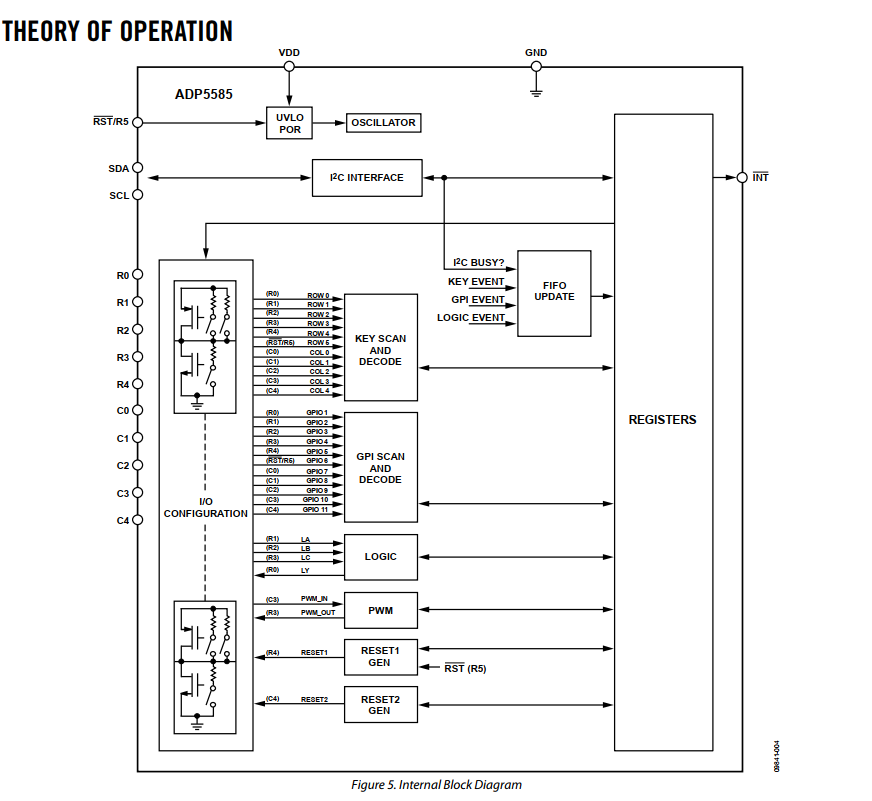 THEORY OF OPERATION
VDD
GND
ADP5585
RST/R5
UVLO
POR
OSCILLATOR
SDA
I2C INTERFACE
INT
SCL
I2C BUSY?
KEY EVENT
GPI EVENT
LOGIC EVENT
FIFO
UPDATE
R0
R1
R2
R3
R4
C0
C1
C2
C3
C4
I/O
CONFIGURATION
(R0) ROW 0
(R1) ROW 1
(R2) ROW 2
(R3) ROW 3
(R4) ROW 4
(RST/R5) ROW 5
(C0) COL 0
(C1) COL 1
(C2) COL 2
(C3) COL 3
(C4) COL 4
KEY SCAN
AND
DECODE
(R0) GPIO 1
(R1) GPIO 2
(R2) GPIO 3
(R3) GPIO 4
(R4) GPIO 5
(RST/R5) GPIO 6
(C0) GPIO 7
(C1) GPIO 8
(C2) GPIO 9
(C3) GPIO 10
(C4) GPIO 11
GPI SCAN
AND
DECODE
REGISTERS
(R1) LA
(R2) LB
(R3) LC
(R0) LY
LOGIC
(C3) PWM_IN
(R3) PWM_OUT
PWM
(R4) RESET1
RESET1
GEN
RST (R5)
(C4) RESET2
RESET2
GEN
09841-004
Figure 5. Internal Block Diagram